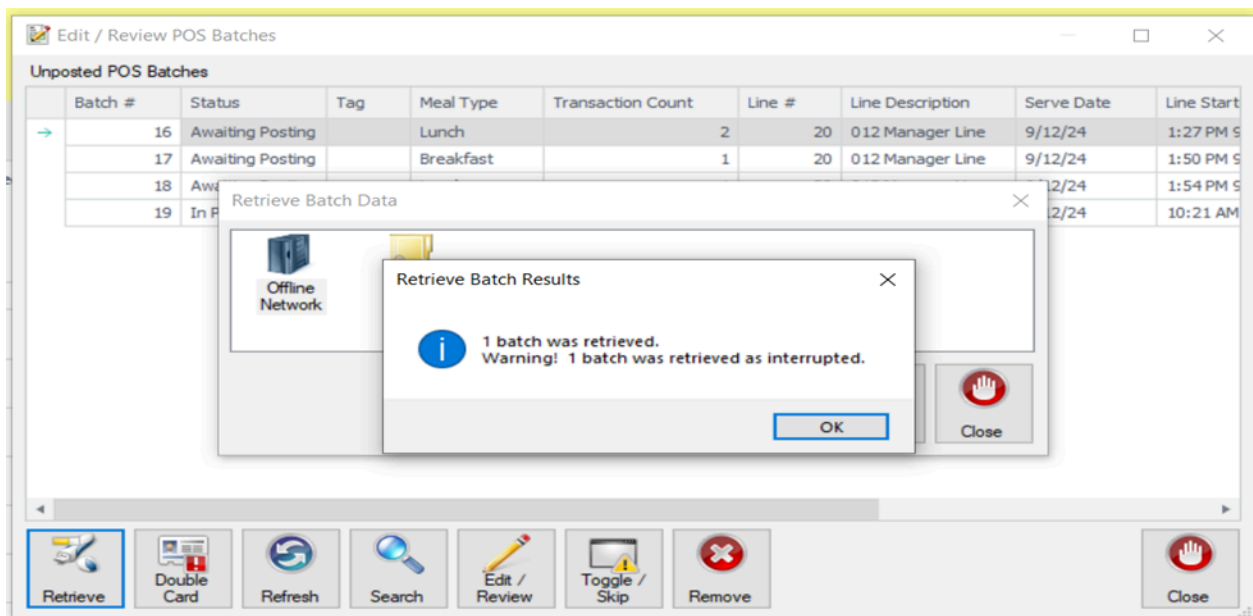 Edit / Review POS Batches
Unposted POS Batches
Batch # Status Tag Meal Type Transaction Count Line # Line Description Serve Date Line Start
16 Awaiting Posting Lunch 2 20 012 Manager Line 9/12/24 1:27 PM 9
17 Awaiting Posting Breakfast 1 20 012 Manager Line 9/12/24 1:50 PM 9
18 1:54 PM 9
19 In 10:21 AM
Retrieve Batch Data
Offline
Network
Retrieve Batch Results
1 batch was retrieved.
Warning! 1 batch was retrieved as interrupted.
OK
Close
Retrieve
Double
Card
Refresh
Search
Edit /
Review
Toggle /
Skip
Remove
Close